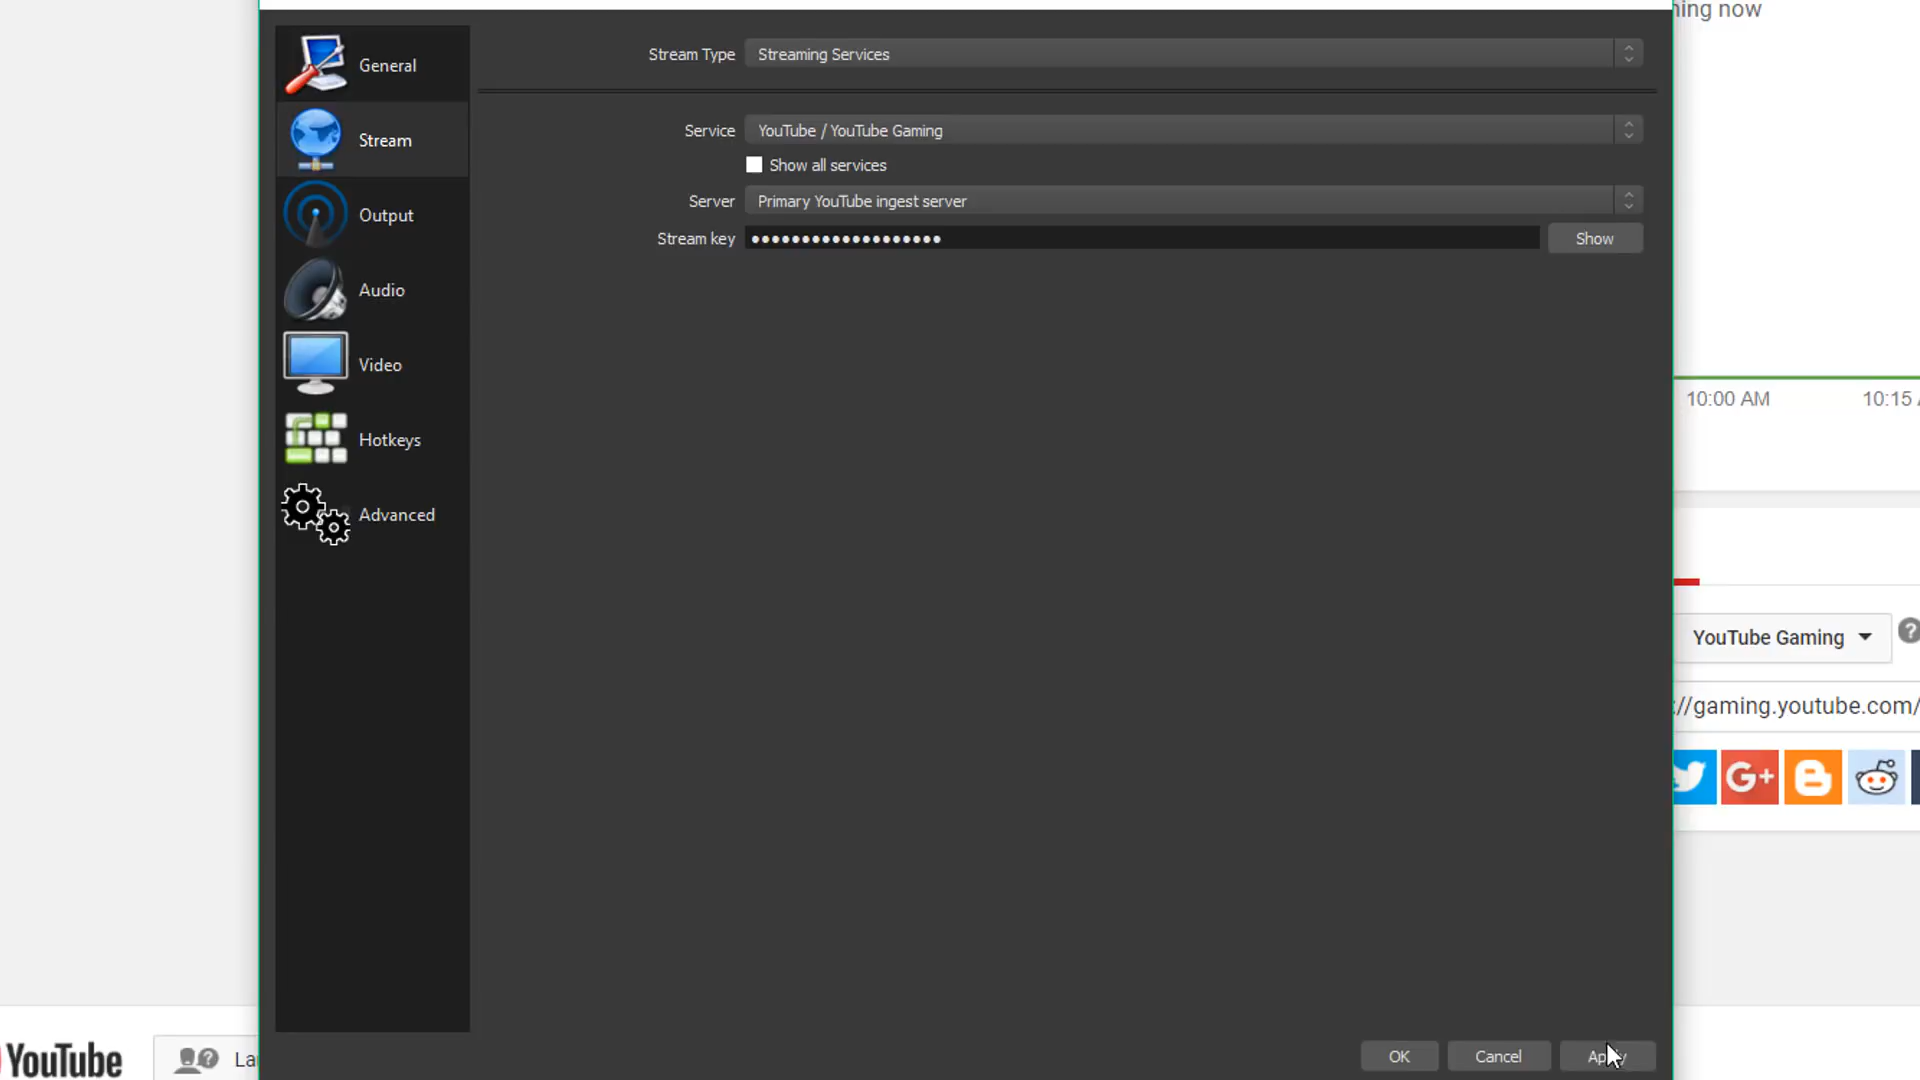 ning now
General
Stream Type Streaming Services
Stream
Service YouTube / YouTube Gaming
Show all services
Server Primary YouTube ingest server
Output
Stream key ••••••••••••••••••• Show
Audio
Video
10:00 AM 10:15
Hotkeys
Advanced
YouTube Gaming
://gaming.youtube.com/
G+
OK Cancel Apply
YouTube